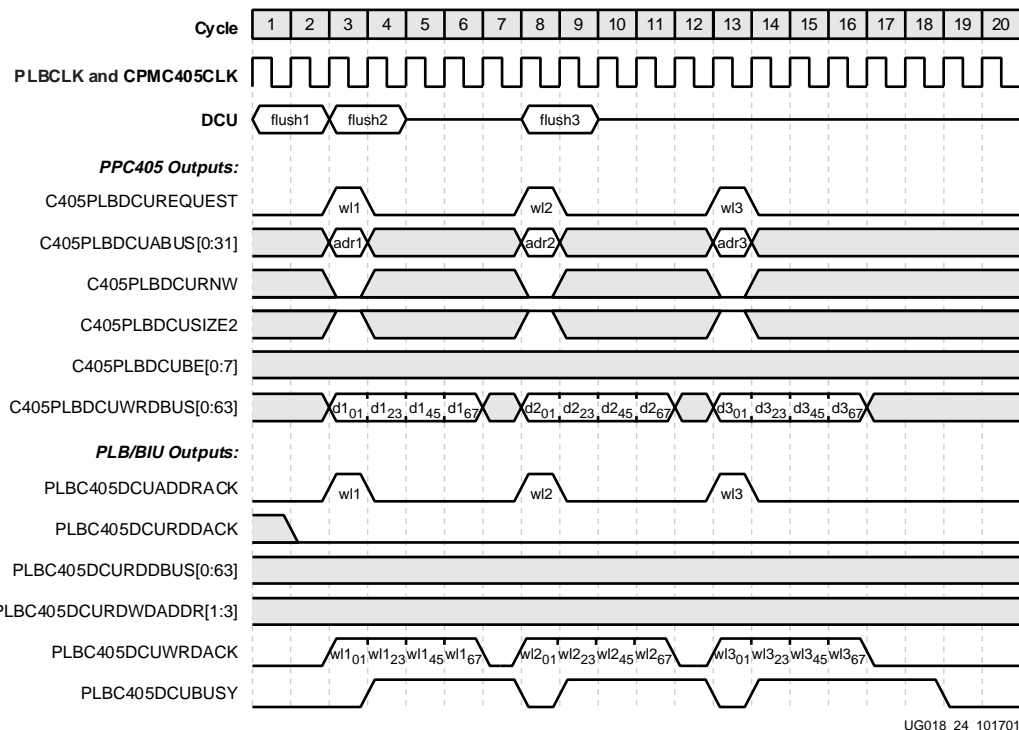 Cycle 1 2 3 4 5 6 7 8 9 10 11 12 13 14 15 16 17 18 19 20
PLBCLK and CPMC405CLK
DCU flush1 flush2 flush3
PPC405 Outputs:
C405PLBDCUREQUEST wl1 wl2 wl3
C405PLBDCUABUS[0:31] adr1 adr2 adr3
C405PLBDCURNW
C405PLBDCUSIZE2
C405PLBDCUBE[0:7]
C405PLBDCUWRDBUS[0:63] d101 d123 d145 d167 d201 d223 d245 d267 d301 d323 d345 d367
PLB/BIU Outputs:
PLBC405DCUADDRACK wl1 wl2 wl3
PLBC405DCURDDACK
PLBC405DCURDDBUS[0:63]
PLBC405DCURDWDADDR[1:3]
PLBC405DCUWRDACK wl101 wl123 wl145 wl167 wl201 wl223 wl245 wl267 wl301 wl323 wl345 wl367
PLBC405DCUBUSY
UG018_24_101701